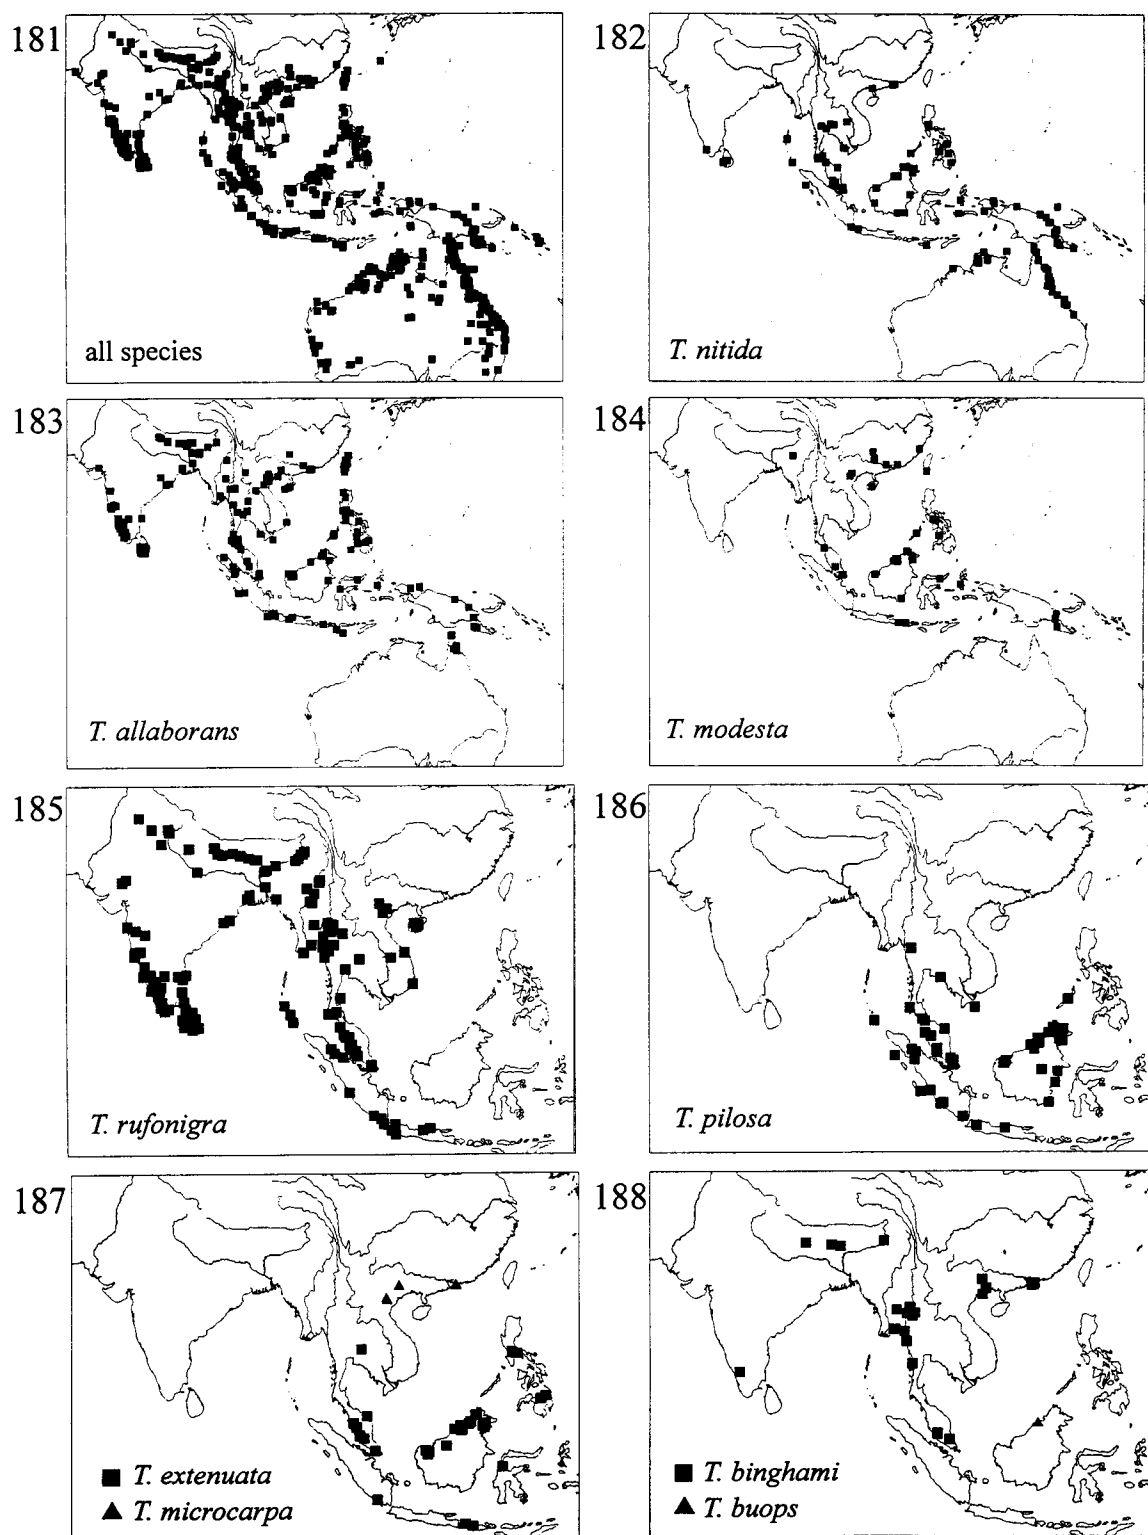 181
all species
182
T. nitida
183
T. allaborans
184
T. modesta
185
T. rufonigra
186
T. pilosa
187
T. extenuata
T. microcarpa
188
T. binghami
T. buops